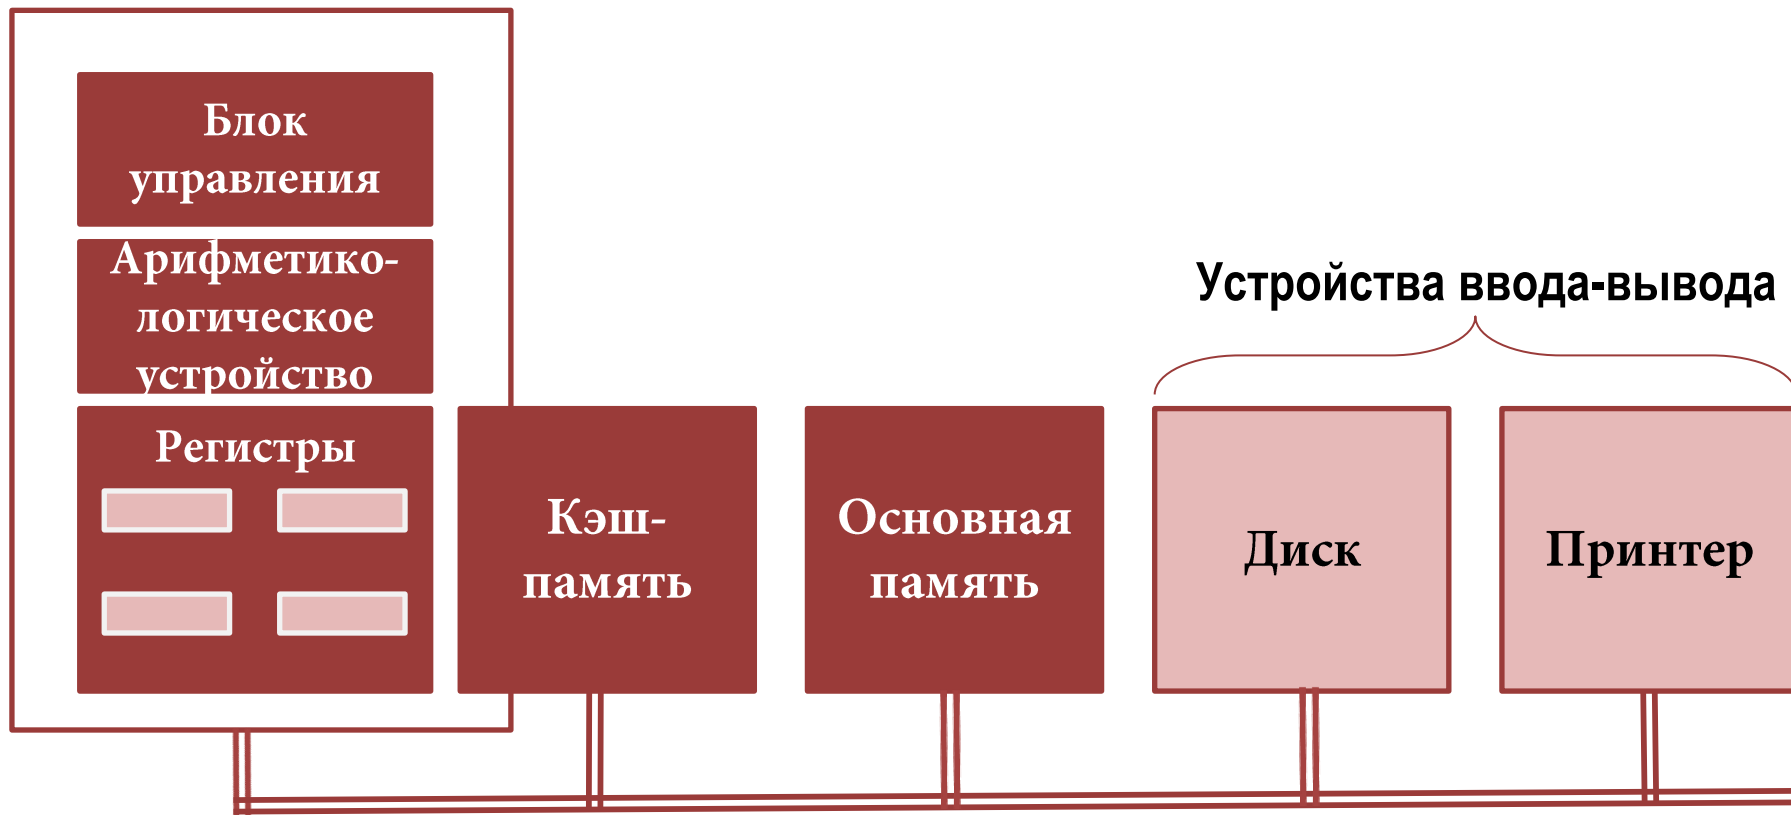 Блок
управления
Арифметико-
логическое
устройство
Регистры
Кэш-
память
Основная
память
Устройства ввода-вывода
Диск
Принтер